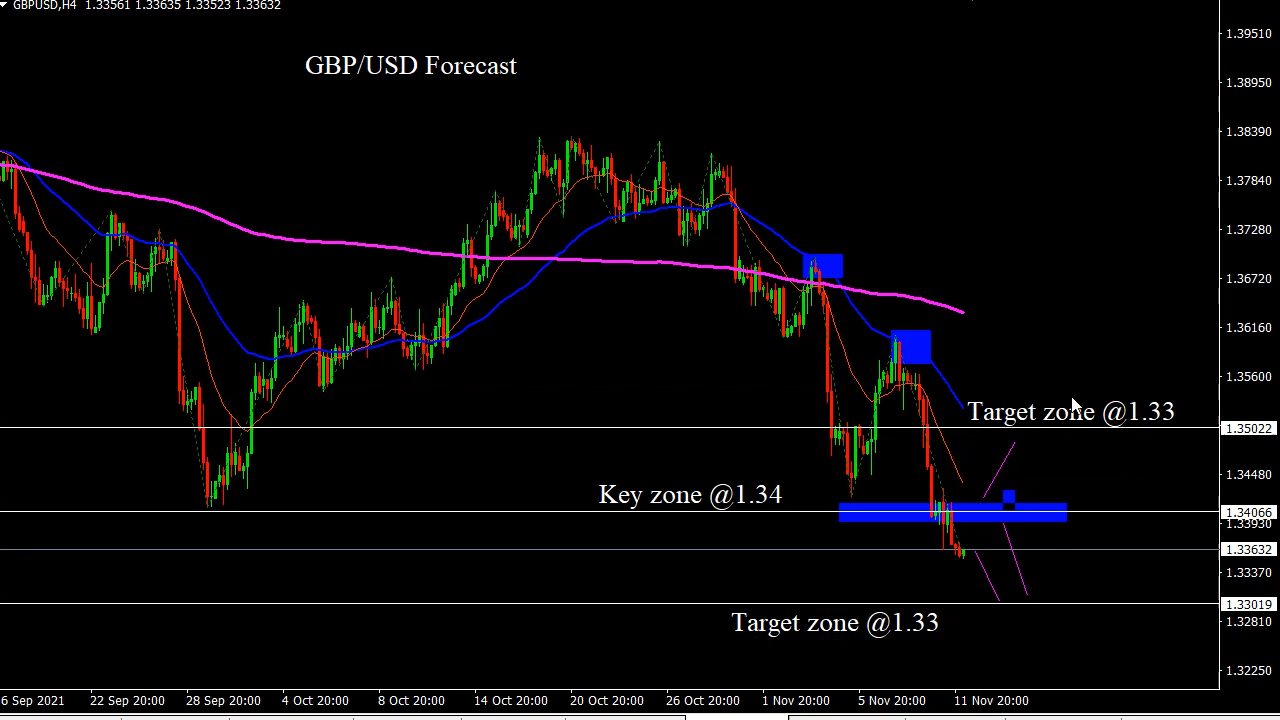 GBPUSD,H4 1.33561 1.33635 1.33523 1.33632
GBP/USD Forecast
1.39510
1.38950
1.38390
1.37840
1.37280
1.36720
1.36160
1.35600
Target zone @1.33
1.35022
1.34480
Key zone @1.34
1.34066
1.33930
1.33632
1.33370
1.33019
Target zone @1.33
1.32810
1.32250
6 Sep 2021 22 Sep 20:00 28 Sep 20:00 4 Oct 20:00 8 Oct 20:00 14 Oct 20:00 20 Oct 20:00 26 Oct 20:00 1 Nov 20:00 5 Nov 20:00 11 Nov 20:00